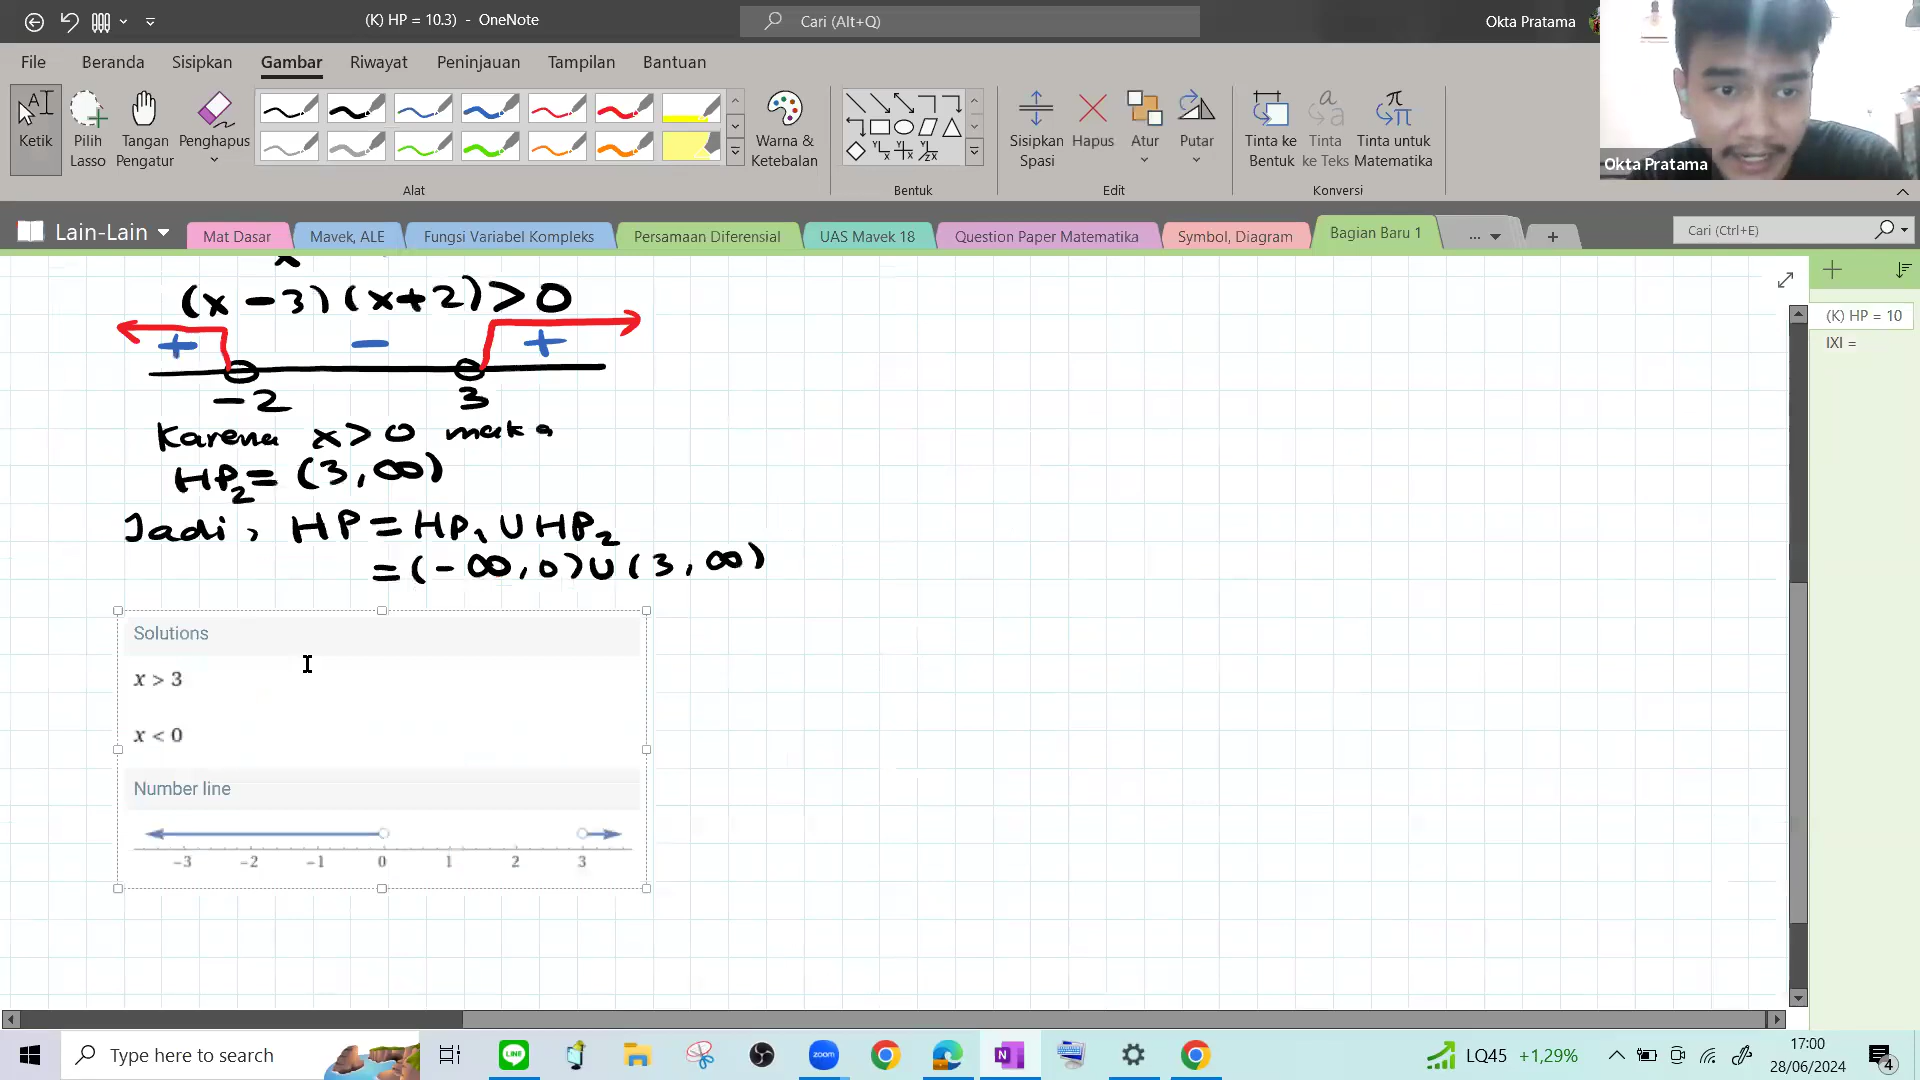 (K) HP = 10.3) - OneNote
Cari (Alt+Q)
Okta Pratama
File Beranda Sisipkan Gambar Riwayat Peninjauan Tampilan Bantuan
Ketik
Pilih Lasso
Tangan Pengatur
Penghapus
Warna & Ketebalan
Sisipkan Spasi
Hapus
Atur
Putar
Tinta ke Bentuk
Tinta ke Teks
Tinta untuk Matematika
Alat
Bentuk
Edit
Konversi
Okta Pratama
Lain-Lain
Mat Dasar
Mavek, ALE
Fungsi Variabel Kompleks
Persamaan Diferensial
UAS Mavek 18
Question Paper Matematika
Symbol, Diagram
Bagian Baru 1
...
Cari (Ctrl+E)
(K) HP = 10
IXI =
x
(x - 3) (x+2) > 0
+ - +
-2 3
Karena x > 0 maka
HP₂ = (3, ∞)
Jadi, HP = HP₁ ∪ HP₂
= (-∞, 0) ∪ (3, ∞)
Solutions
x > 3
x < 0
Number line
-3 -2 -1 0 1 2 3
Type here to search
zoom
LQ45 +1,29%
17:00
28/06/2024
4